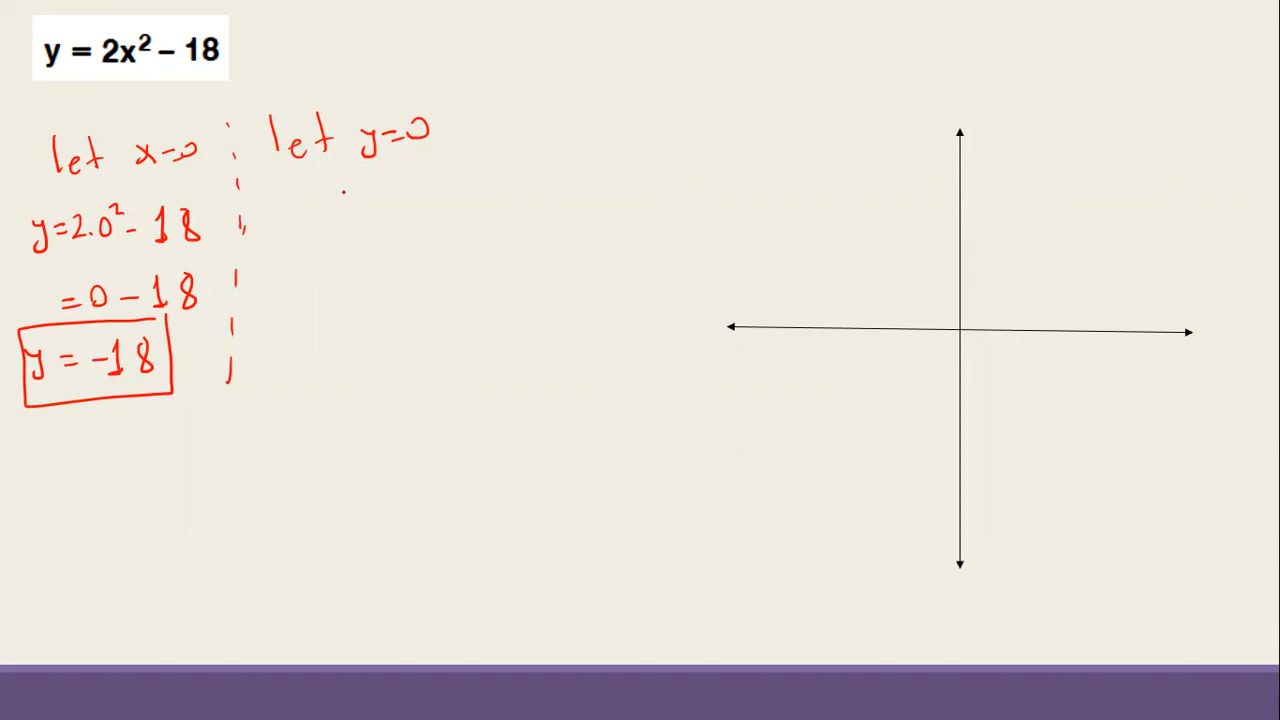 y = 2x² – 18
let x=0
y=2.0² - 18
= 0 - 18
y = -18
let y=0